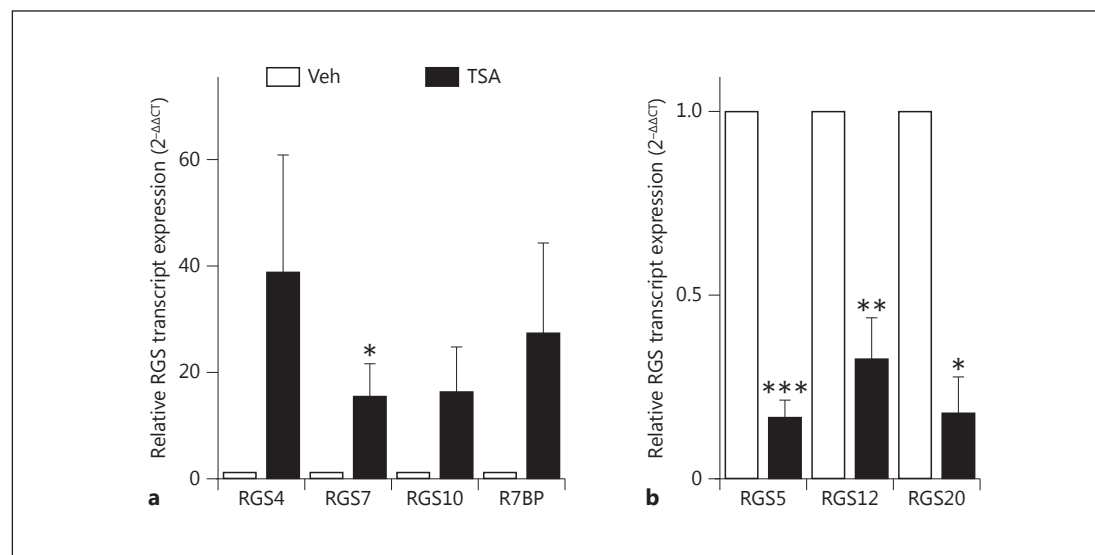 Veh
TSA
Relative RGS transcript expression (2^–ΔΔCT)
60
40
20
0
*
RGS4
RGS7
RGS10
R7BP
a
Relative RGS transcript expression (2^–ΔΔCT)
1.0
0.5
0
***
**
*
RGS5
RGS12
RGS20
b